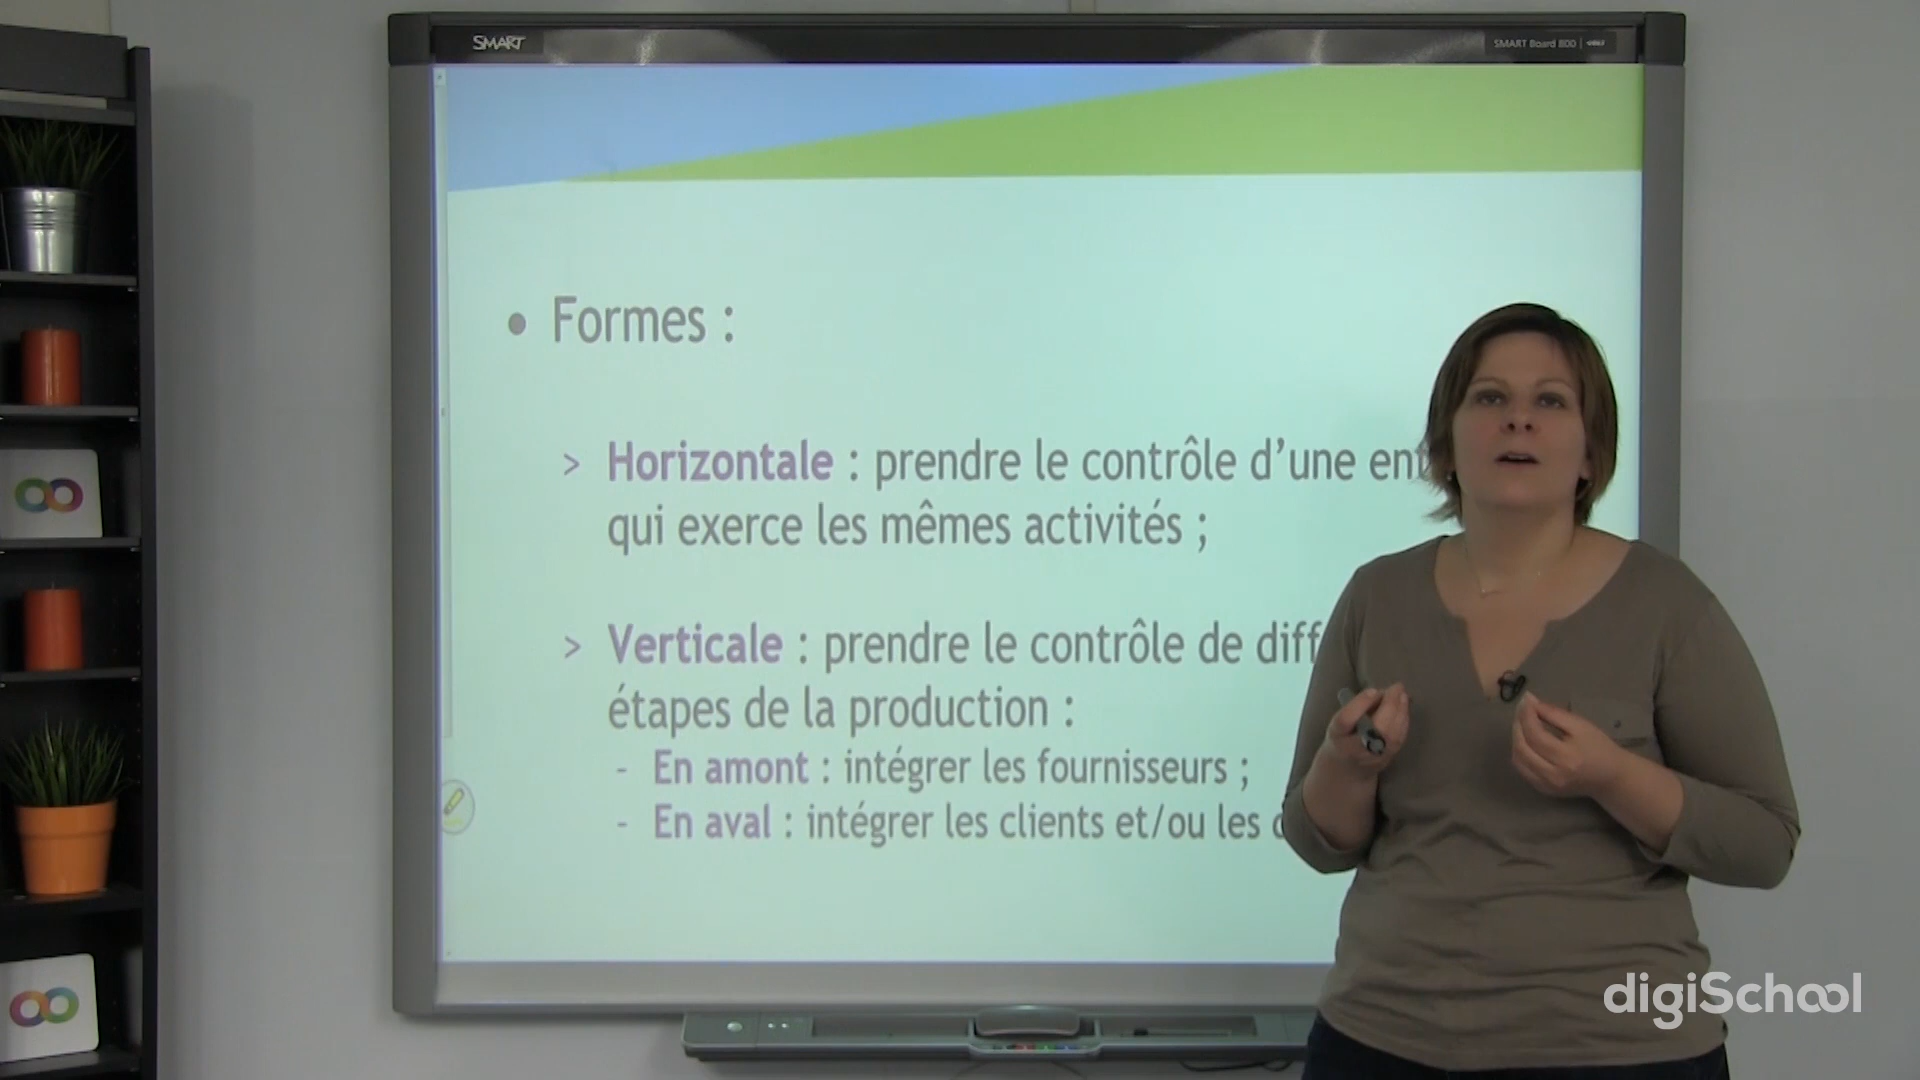 SMART
SMART Board 800
• Formes :
> Horizontale : prendre le contrôle d'une
qui exerce les mêmes activités ;
> Verticale : prendre le contrôle de
étapes de la production :
- En amont : intégrer les fournisseurs ;
- En aval : intégrer les clients et/ou les
digiSchool